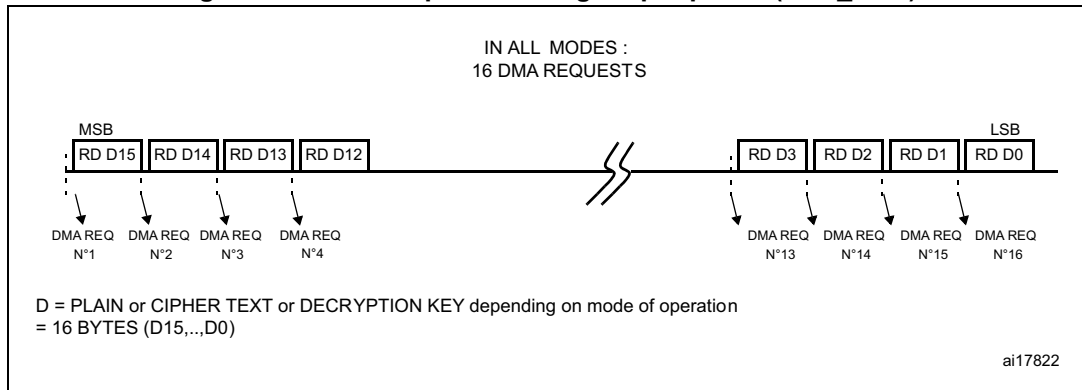 IN ALL MODES :
16 DMA REQUESTS
MSB
LSB
RD D15 RD D14 RD D13 RD D12 RD D3 RD D2 RD D1 RD D0
DMA REQ DMA REQ DMA REQ DMA REQ DMA REQ DMA REQ DMA REQ DMA REQ
N°1 N°2 N°3 N°4 N°13 N°14 N°15 N°16
D = PLAIN or CIPHER TEXT or DECRYPTION KEY depending on mode of operation
= 16 BYTES (D15,..,D0)
ai17822